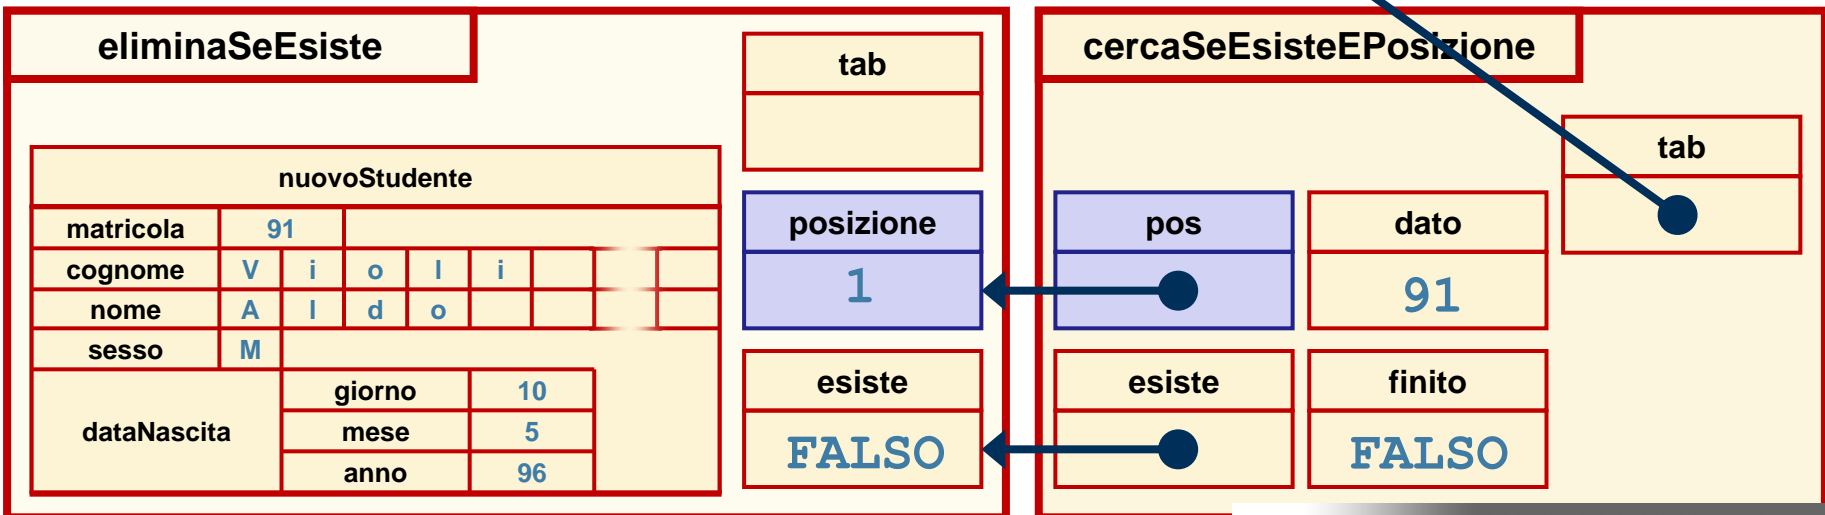 eliminaSeEsiste
tab
nuovoStudente
matricola 91
cognome V i o l i
nome A l d o
sesso M
dataNascita
giorno 10
mese 5
anno 96
posizione
1
esiste
FALSO
cercaSeEsisteEPosizione
tab
pos
dato
91
esiste
finito
FALSO